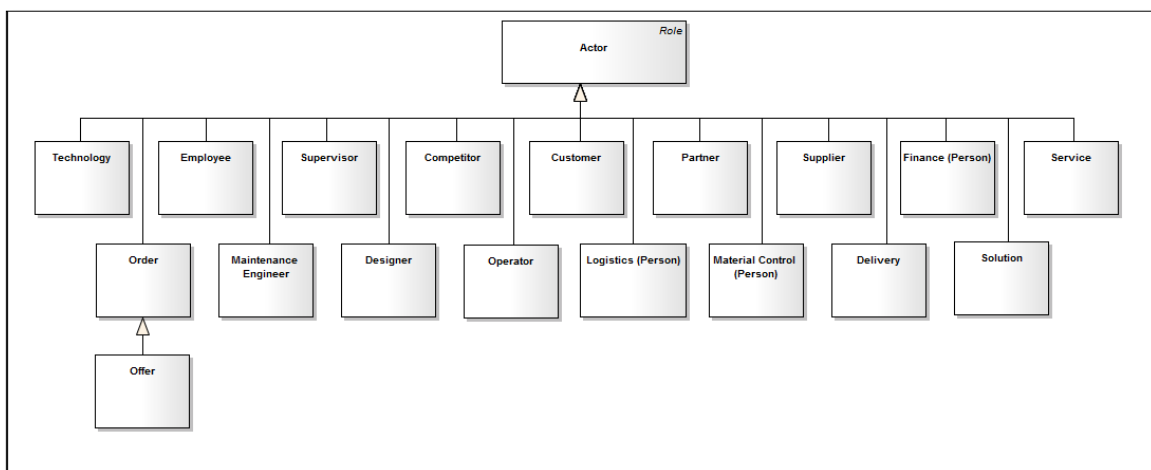 Role
Actor
Technology
Employee
Supervisor
Competitor
Customer
Partner
Supplier
Finance (Person)
Service
Order
Maintenance
Engineer
Designer
Operator
Logistics (Person)
Material Control
(Person)
Delivery
Solution
Offer